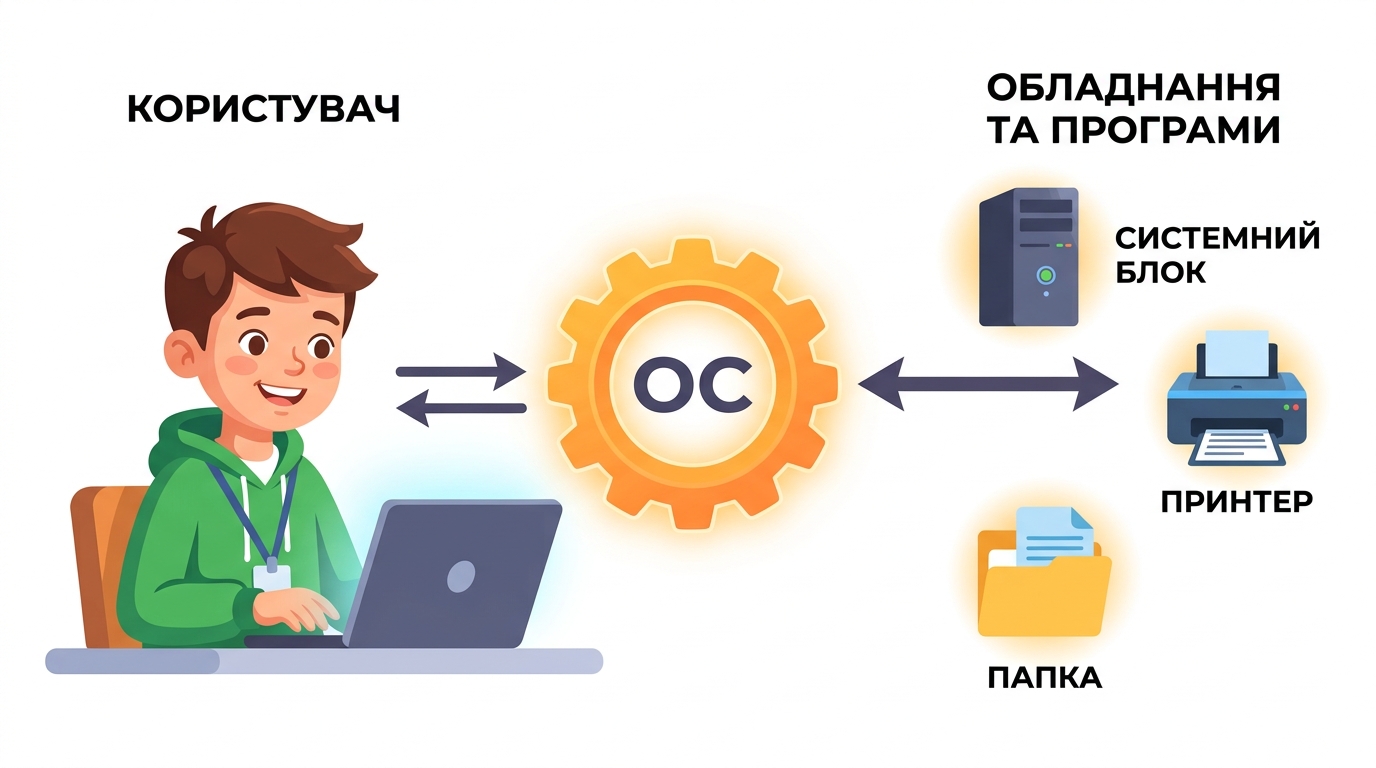 КОРИСТУВАЧ
ОС
ОБЛАДНАННЯ
ТА ПРОГРАМИ
СИСТЕМНИЙ
БЛОК
ПРИНТЕР
ПАПКА